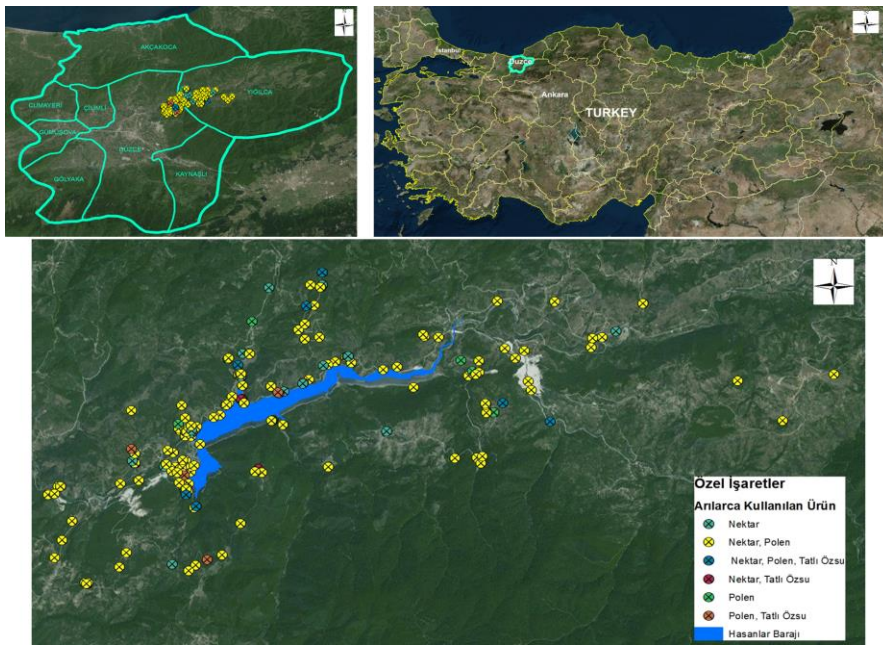 AKÇAKOCA
YIĞILCA
CUMAYERİ
ÇİLİMLİ
GÜMÜŞOVA
DÜZCE
KAYNAŞLI
GÖLYAKA
İstanbul
Düzce
Ankara
TURKEY
N
Özel İşaretler
Arılarca Kullanılan Ürün
Nektar
Nektar, Polen
Nektar, Polen, Tatlı Özsu
Nektar, Tatlı Özsu
Polen
Polen, Tatlı Özsu
Hasanlar Barajı